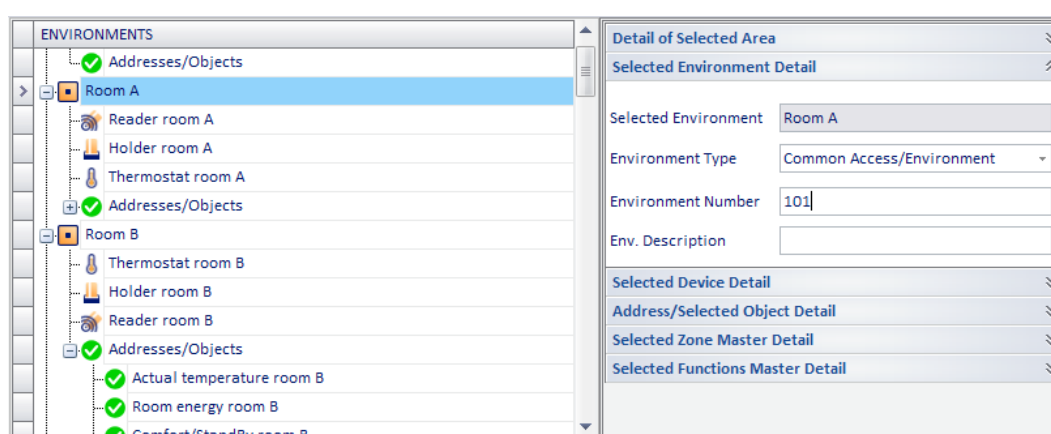 ENVIRONMENTS
Addresses/Objects
Room A
Reader room A
Holder room A
Thermostat room A
Addresses/Objects
Room B
Thermostat room B
Holder room B
Reader room B
Addresses/Objects
Actual temperature room B
Room energy room B
Comfort/StandBy room B
Detail of Selected Area
Selected Environment Detail
Selected Environment Room A
Environment Type Common Access/Environment
Environment Number 101
Env. Description
Selected Device Detail
Address/Selected Object Detail
Selected Zone Master Detail
Selected Functions Master Detail